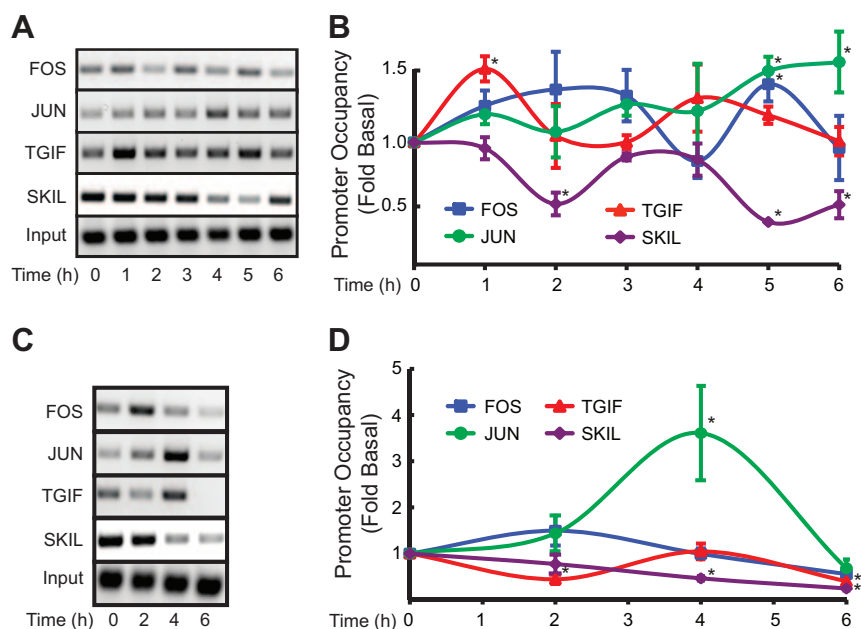 A
FOS
JUN
TGIF
SKIL
Input
Time (h) 0 1 2 3 4 5 6
B
Promoter Occupancy
(Fold Basal)
1.5
1.0
0.5
*
*
*
*
*
*
*
FOS TGIF
JUN SKIL
Time (h) 0 1 2 3 4 5 6
C
FOS
JUN
TGIF
SKIL
Input
Time (h) 0 2 4 6
D
Promoter Occupancy
(Fold Basal)
5
4
3
2
1
FOS TGIF
JUN SKIL
*
*
*
*
*
Time (h) 0 2 4 6